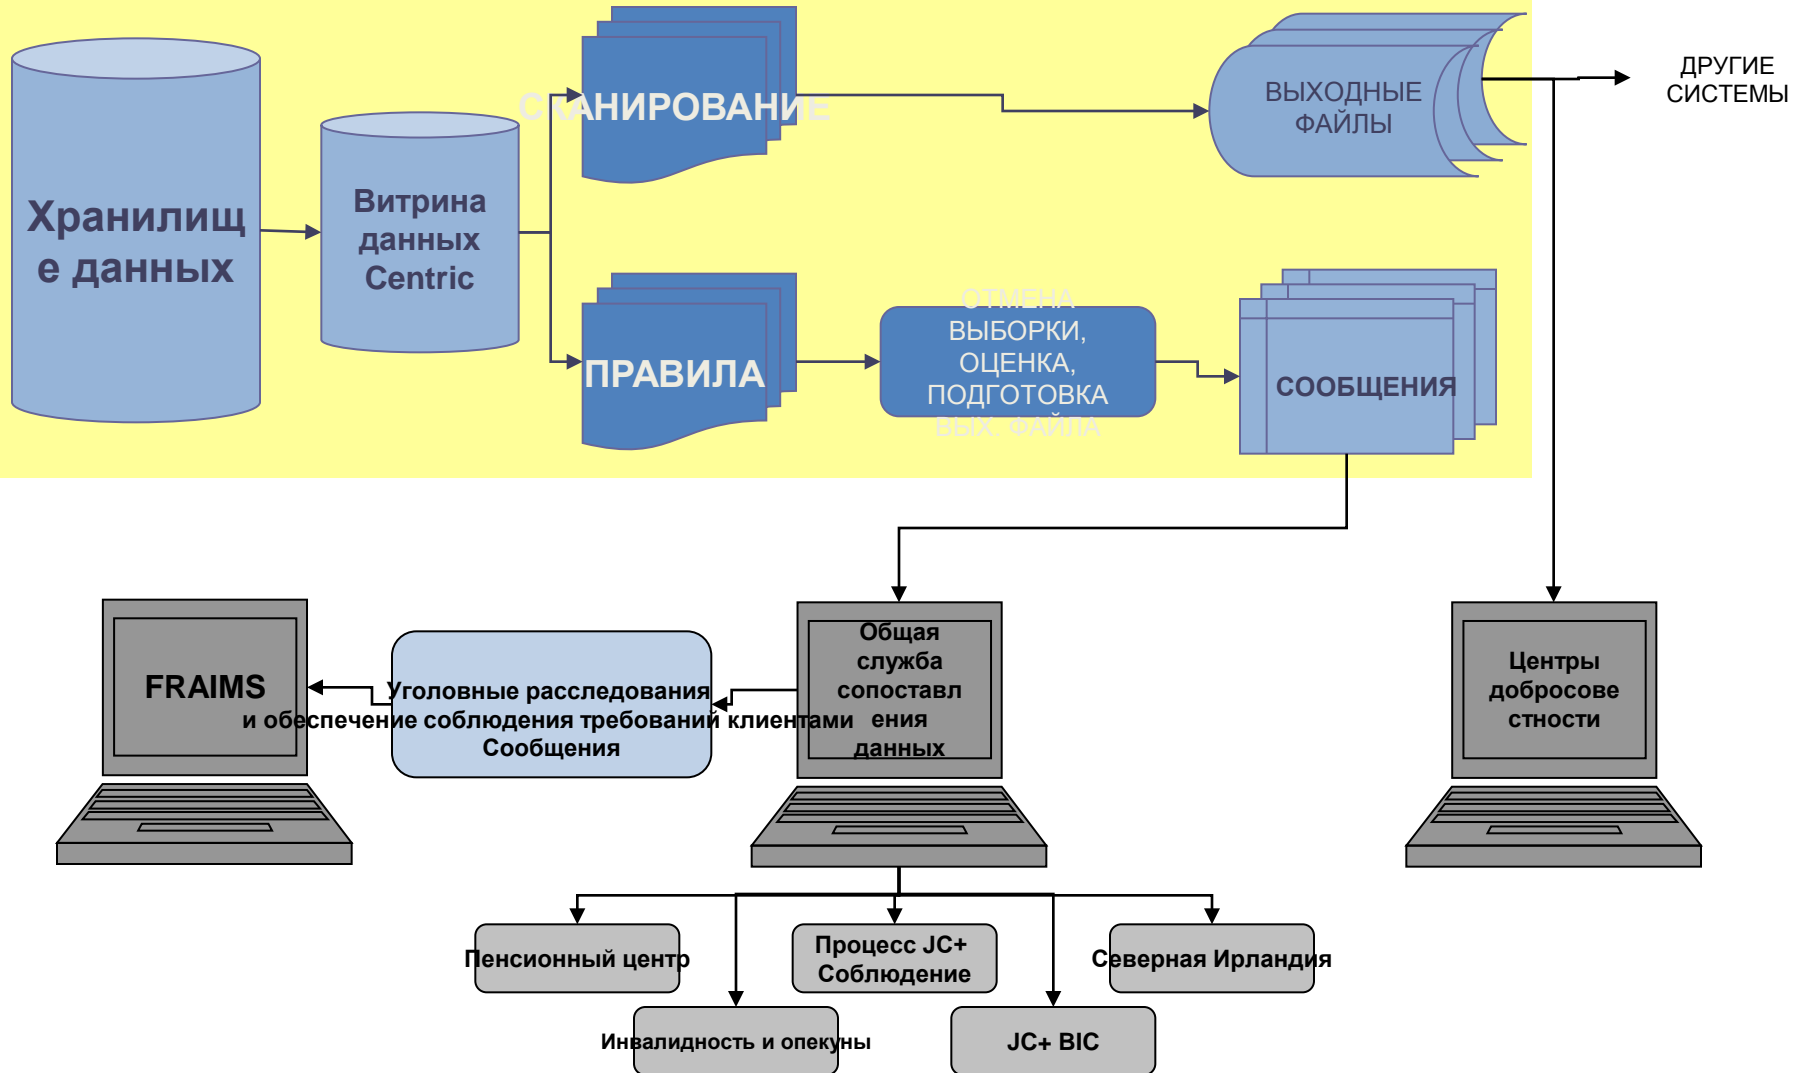 Хранилищ
е данных
Витрина
данных
Centric
СКАНИРОВАНИЕ
ВЫХОДНЫЕ
ФАЙЛЫ
ДРУГИЕ
СИСТЕМЫ
ПРАВИЛА
ОТМЕНА
ВЫБОРКИ,
ОЦЕНКА,
ПОДГОТОВКА
ВЫХ. ФАЙЛА
СООБЩЕНИЯ
FRAIMS
Уголовные расследования
и обеспечение соблюдения требований клиентами
Сообщения
Общая
служба
сопоставл
ения
данных
Центры
добросове
стности
Пенсионный центр
Процесс JC+
Соблюдение
Северная Ирландия
Инвалидность и опекуны
JC+ BIC